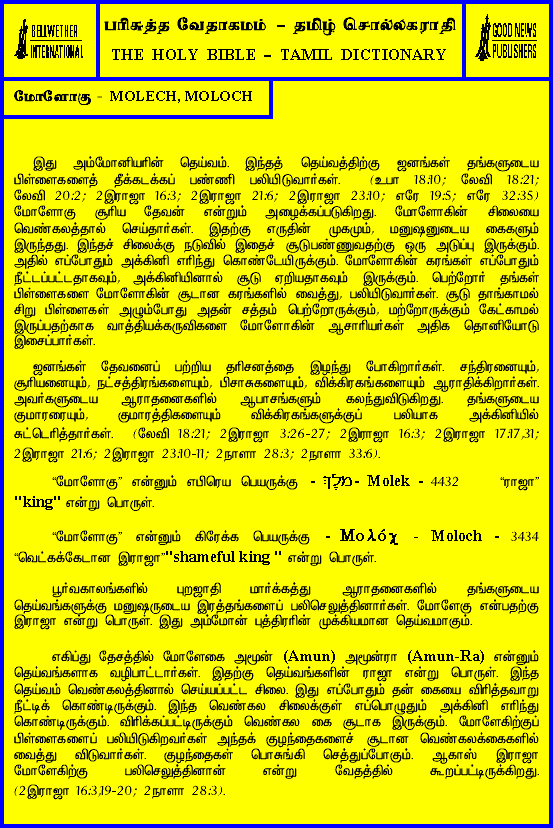 BELLWETHER
INTERNATIONAL
பரிசுத்த வேதாகமம் – தமிழ் சொல்லகராதி
THE HOLY BIBLE – TAMIL DICTIONARY
GOOD NEWS
PUBLISHERS
மோளோகு - MOLECH, MOLOCH
இது அம்மோனியரின் தெய்வம். இந்தத் தெய்வத்திற்கு ஜனங்கள் தங்களுடைய
பிள்ளைகளைத் தீக்கடக்கப் பண்ணி பலியிடுவார்கள். (உபா 18:10; லேவி 18:21;
லேவி 20:2; 2இராஜா 16:3; 2இராஜா 21:6; 2இராஜா 23:10; எரே 19:5; எரே 32:35)
மோளோகு சூரிய தேவன் என்றும் அழைக்கப்படுகிறது. மோளோகின் சிலையை
வெண்கலத்தால் செய்தார்கள். இதற்கு எருதின் முகமும், மனுஷனுடைய கைகளும்
இருந்தது. இந்தச் சிலைக்கு நடுவில் இதைச் சூடுபண்ணுவதற்கு ஒரு அடுப்பு இருக்கும்.
அதில் எப்போதும் அக்கினி எரிந்து கொண்டேயிருக்கும். மோளோகின் கரங்கள் எப்போதும்
நீட்டப்பட்டதாகவும், அக்கினியினால் சூடு ஏறியதாகவும் இருக்கும். பெற்றோர் தங்கள்
பிள்ளைகளை மோளோகின் சூடான கரங்களில் வைத்து, பலியிடுவார்கள். சூடு தாங்காமல்
சிறு பிள்ளைகள் அழும்போது அதன் சத்தம் பெற்றோருக்கும், மற்றோருக்கும் கேட்காமல்
இருப்பதற்காக வாத்தியக்கருவிகளை மோளோகின் ஆசாரியர்கள் அதிக தொனியோடு
இசைப்பார்கள்.
ஜனங்கள் தேவனைப் பற்றிய தரிசனத்தை இழந்து போகிறார்கள். சந்திரனையும்,
சூரியனையும், நட்சத்திரங்களையும், பிசாசுகளையும், விக்கிரகங்களையும் ஆராதிக்கிறார்கள்.
அவர்களுடைய ஆராதனைகளில் ஆபாசங்களும் கலந்துவிடுகிறது. தங்களுடைய
குமாரரையும், குமாரத்திகளையும் விக்கிரகங்களுக்குப் பலியாக அக்கினியில்
சுட்டெரித்தார்கள். (லேவி 18:21; 2இராஜா 3:26-27; 2இராஜா 16:3; 2இராஜா 17:17,31;
2இராஜா 21:6; 2இராஜா 23:10-11; 2நாளா 28:3; 2நாளா 33:6).
“மோளோகு” என்னும் எபிரெய பெயருக்கு - מֹלֶךְ - Molek - 4432 “ராஜா”
"king" என்று பொருள்.
“மோளோகு” என்னும் கிரேக்க பெயருக்கு - Μολόχ - Moloch - 3434
“வெட்கக்கேடான இராஜா”"shameful king " என்று பொருள்.
பூர்வகாலங்களில் புறஜாதி மார்க்கத்து ஆராதனைகளில் தங்களுடைய
தெய்வங்களுக்கு மனுஷருடைய இரத்தங்களைப் பலிசெலுத்தினார்கள். மோளேகு என்பதற்கு
இராஜா என்று பொருள். இது அம்மோன் புத்திரரின் முக்கியமான தெய்வமாகும்.
எகிப்து தேசத்தில் மோளேகை அமூன் (Amun) அமூன்ரா (Amun-Ra) என்னும்
தெய்வங்களாக வழிபாட்டார்கள். இதற்கு தெய்வங்களின் ராஜா என்று பொருள். இந்த
தெய்வம் வெண்கலத்தினால் செய்யப்பட்ட சிலை. இது எப்போதும் தன் கையை விரித்தவாறு
நீட்டிக் கொண்டிருக்கும். இந்த வெண்கல சிலைக்குள் எப்பொழுதும் அக்கினி எரிந்து
கொண்டிருக்கும். விரிக்கப்பட்டிருக்கும் வெண்கல கை சூடாக இருக்கும். மோளேகிற்குப்
பிள்ளைகளைப் பலியிடுகிறவர்கள் அந்தக் குழந்தைகளைச் சூடான வெண்கலக்கைகளில்
வைத்து விடுவார்கள். குழந்தைகள் பொசுங்கி செத்துப்போகும். ஆகாஸ் இராஜா
மோளேகிற்கு பலிசெலுத்தினான் என்று வேதத்தில் கூறப்பட்டிருக்கிறது.
(2இராஜா 16:3,19-20; 2நாளா 28:3).